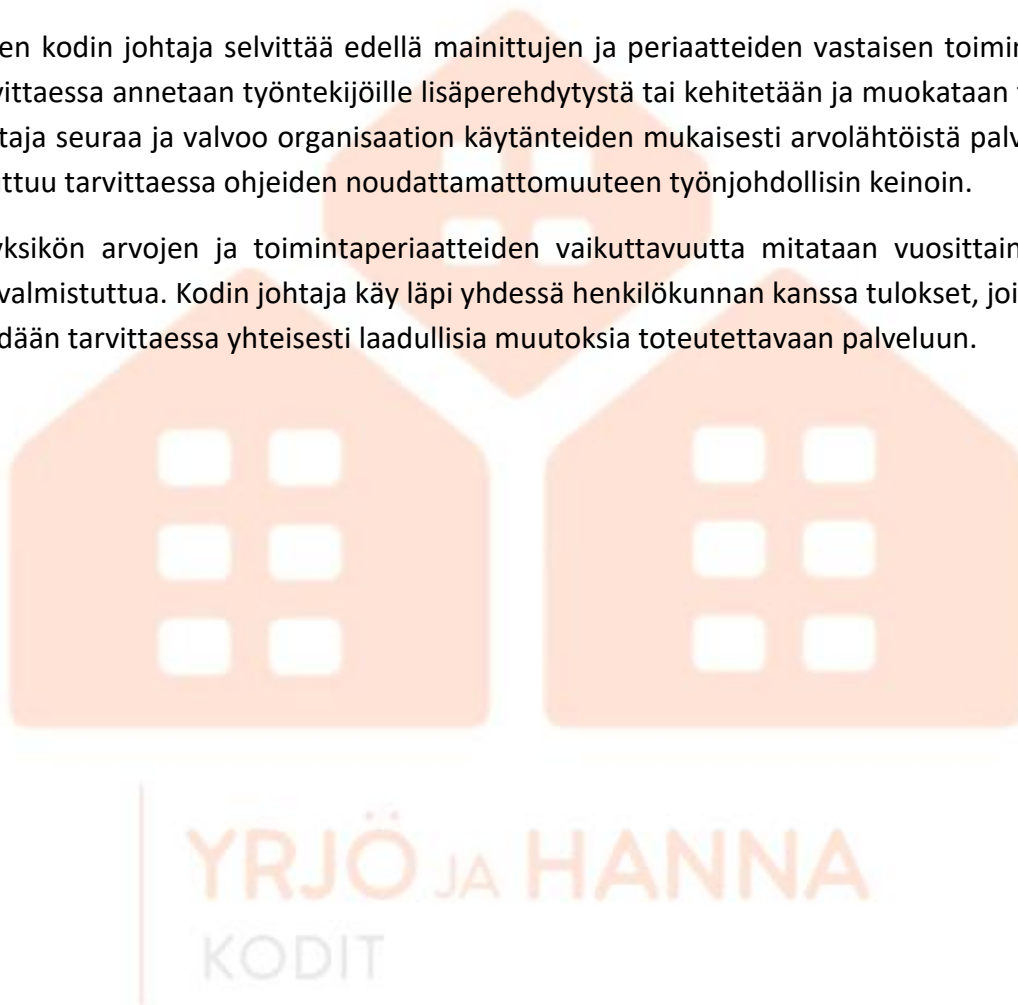 en kodin johtaja selvittää edellä mainittujen ja periaatteiden vastaisen toimin
vittaessa annetaan työntekijöille lisäperehdytystä tai kehitetään ja muokataan
taja seuraa ja valvoo organisaation käytänteiden mukaisesti arvolähtöistä palv
uttuu tarvittaessa ohjeiden noudattamattomuuteen työnjohdollisin keinoin.
yksikön arvojen ja toimintaperiaatteiden vaikuttavuutta mitataan vuosittain
valmistuttua. Kodin johtaja käy läpi yhdessä henkilökunnan kanssa tulokset, joi
dään tarvittaessa yhteisesti laadullisia muutoksia toteutettavaan palveluun.
YRJÖ JA HANNA
KODIT